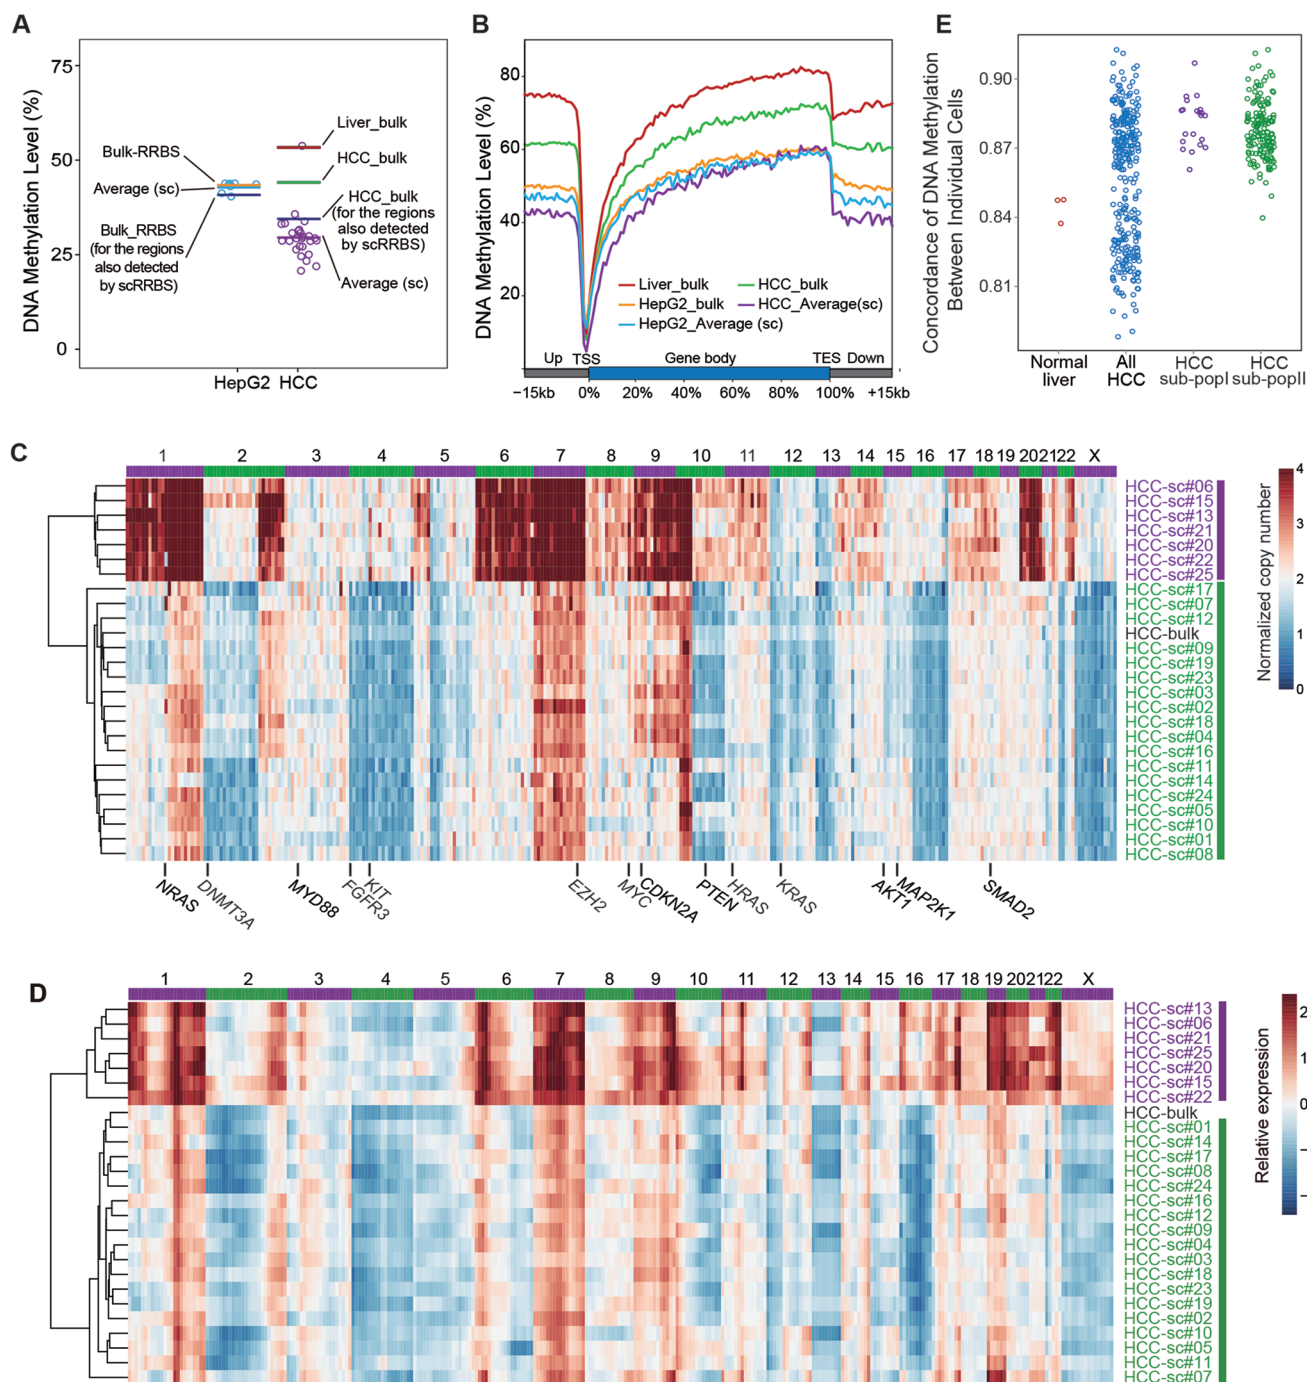 A
DNA Methylation Level (%)
75
50
25
0
Bulk-RRBS
Average (sc)
Bulk_RRBS
(for the regions
also detected
by scRRBS)
Liver_bulk
HCC_bulk
HCC_bulk
(for the regions
also detected
by scRRBS)
Average (sc)
HepG2 HCC
B
DNA Methylation Level (%)
80
60
40
20
Liver_bulk
HCC_bulk
HepG2_bulk
HCC_Average(sc)
HepG2_Average (sc)
Up TSS Gene body TES Down
−15kb 0% 20% 40% 60% 80% 100% +15kb
E
Concordance of DNA Methylation
Between Individual Cells
0.90
0.87
0.84
0.81
Normal
liver
All
HCC
HCC
sub-popI
HCC
sub-popII
C
1 2 3 4 5 6 7 8 9 10 11 12 13 14 15 16 17 18 19 202122 X
HCC-sc#06
HCC-sc#15
HCC-sc#13
HCC-sc#21
HCC-sc#20
HCC-sc#22
HCC-sc#25
HCC-sc#17
HCC-sc#07
HCC-sc#12
HCC-bulk
HCC-sc#09
HCC-sc#19
HCC-sc#23
HCC-sc#03
HCC-sc#02
HCC-sc#18
HCC-sc#04
HCC-sc#16
HCC-sc#11
HCC-sc#14
HCC-sc#24
HCC-sc#05
HCC-sc#10
HCC-sc#01
HCC-sc#08
Normalized copy number
4
3
2
1
0
NRAS
DNMT3A
MYD88
FGFR3
KIT
EZH2
MYC
CDKN2A
PTEN
HRAS
KRAS
AKT1
MAP2K1
SMAD2
D
1 2 3 4 5 6 7 8 9 10 11 12 13 14 15 16 17 18 19 202122 X
HCC-sc#13
HCC-sc#06
HCC-sc#21
HCC-sc#25
HCC-sc#20
HCC-sc#15
HCC-sc#22
HCC-bulk
HCC-sc#01
HCC-sc#14
HCC-sc#17
HCC-sc#08
HCC-sc#24
HCC-sc#16
HCC-sc#12
HCC-sc#09
HCC-sc#04
HCC-sc#03
HCC-sc#18
HCC-sc#23
HCC-sc#19
HCC-sc#02
HCC-sc#10
HCC-sc#05
HCC-sc#11
HCC-sc#07
Relative expression
2
1
0